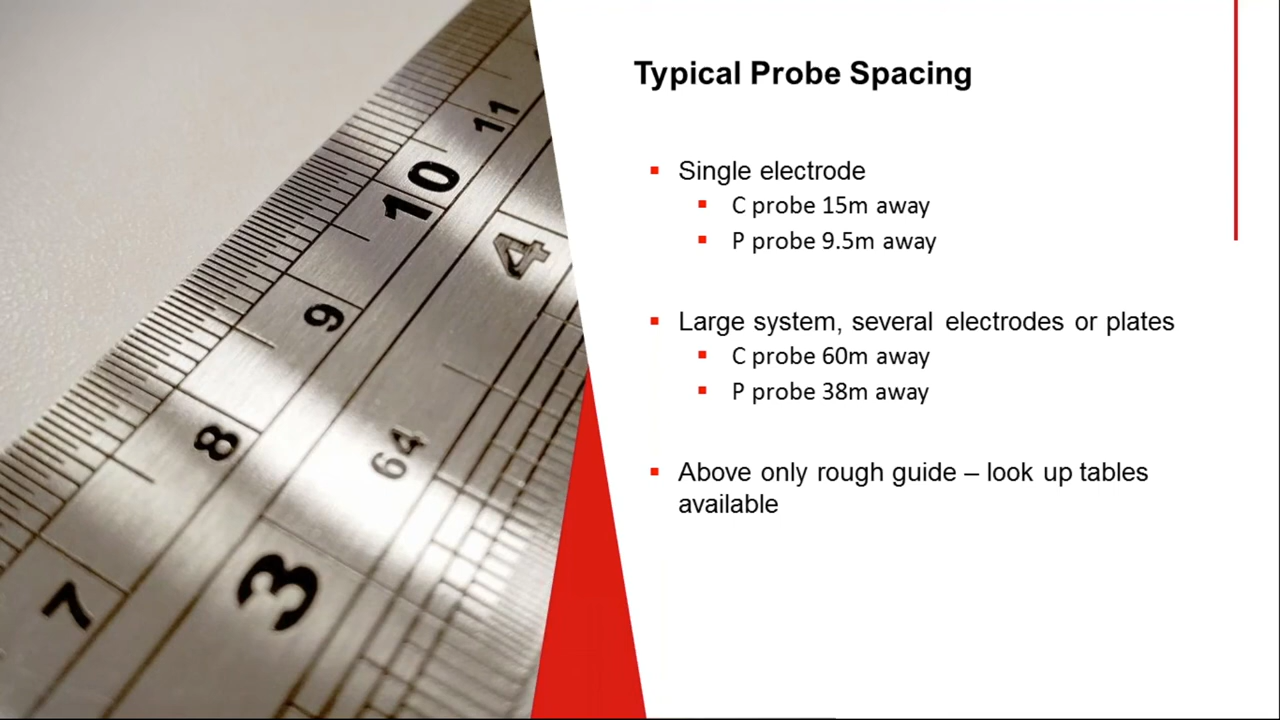 Typical Probe Spacing
Single electrode
C probe 15m away
P probe 9.5m away
Large system, several electrodes or plates
C probe 60m away
P probe 38m away
Above only rough guide – look up tables
available
11
10
4
9
8
64
3
7